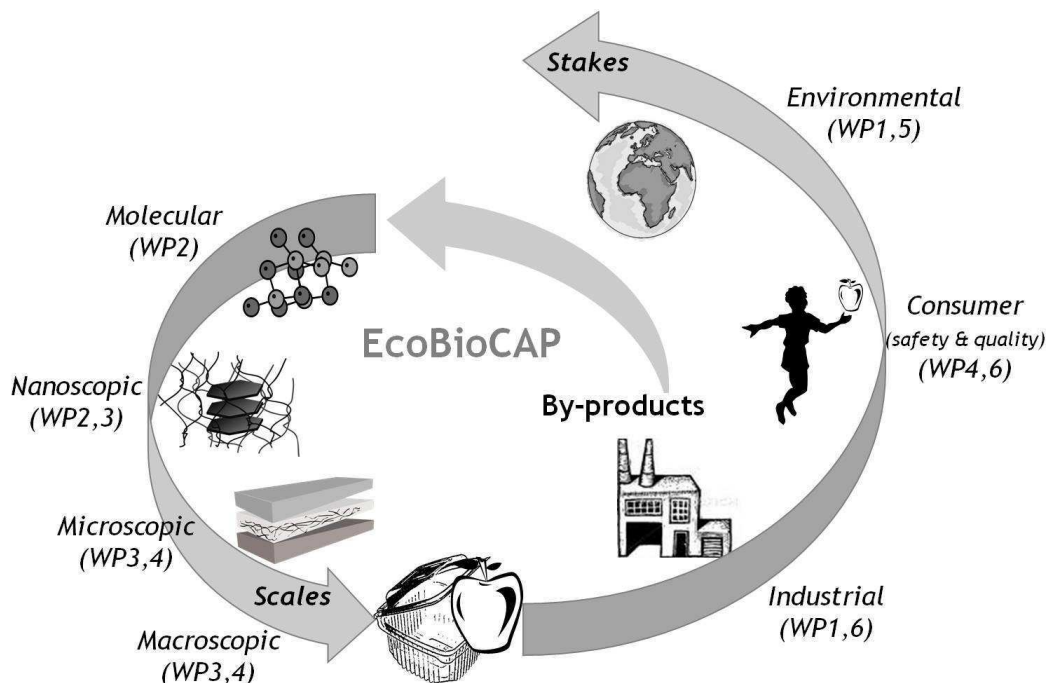 Stakes
Environmental
(WP1,5)
Molecular
(WP2)
EcoBioCAP
Consumer
(safety & quality)
(WP4,6)
Nanoscopic
(WP2,3)
By-products
Microscopic
(WP3,4)
Scales
Industrial
(WP1,6)
Macroscopic
(WP3,4)